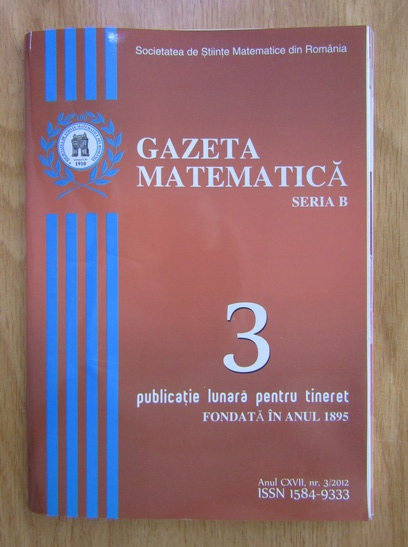 Societatea de Științe Matematice din România
1910
GAZETA
MATEMATICĂ
SERIA B
3
publicație lunară pentru tineret
FONDATĂ ÎN ANUL 1895
Anul CXVII, nr. 3/2012
ISSN 1584-9333